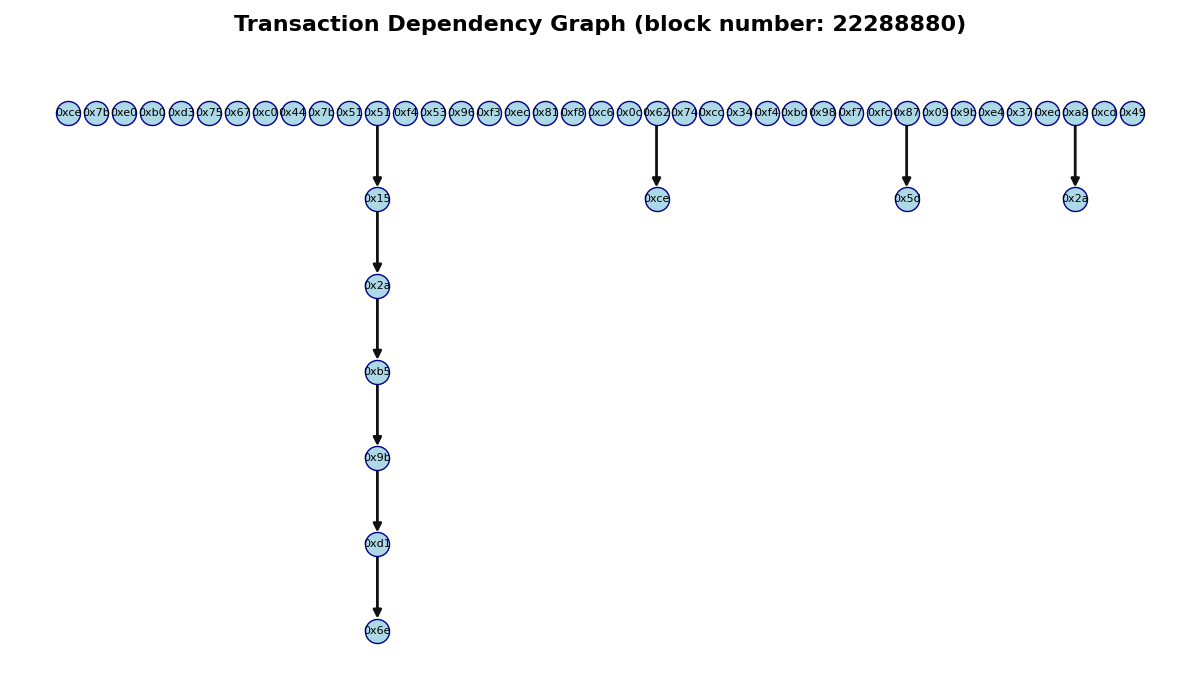 Transaction Dependency Graph (block number: 22288880)
0xce 0x7b 0xe0 0xb0 0xd3 0x75 0x67 0xc0 0x44 0x7b 0x51 0x51 0xf4 0x53 0x96 0xf3 0xec 0x81 0xf8 0xc6 0x0c 0x62 0x74 0xcc 0x34 0xf4 0xbd 0x98 0xf7 0xfc 0x87 0x09 0x9b 0xe4 0x37 0xec 0xa8 0xcd 0x49
0x15 0xce 0x5d 0x2a
0x2a
0xb5
0x9b
0xd1
0x6e